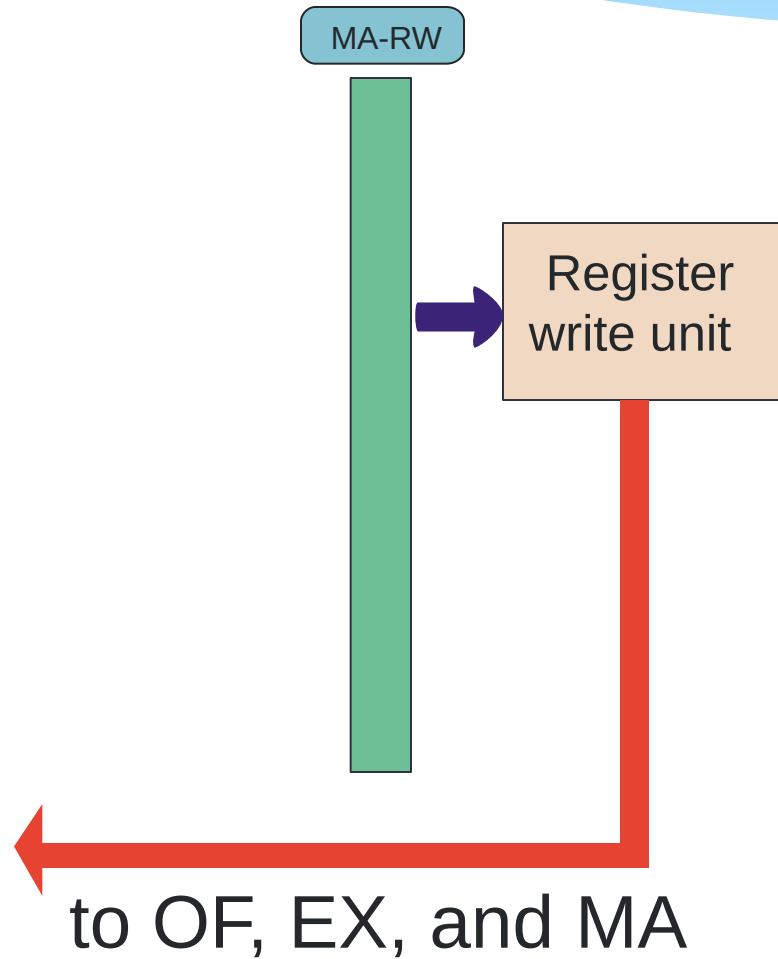 MA-RW
Register
write unit
to OF, EX, and MA